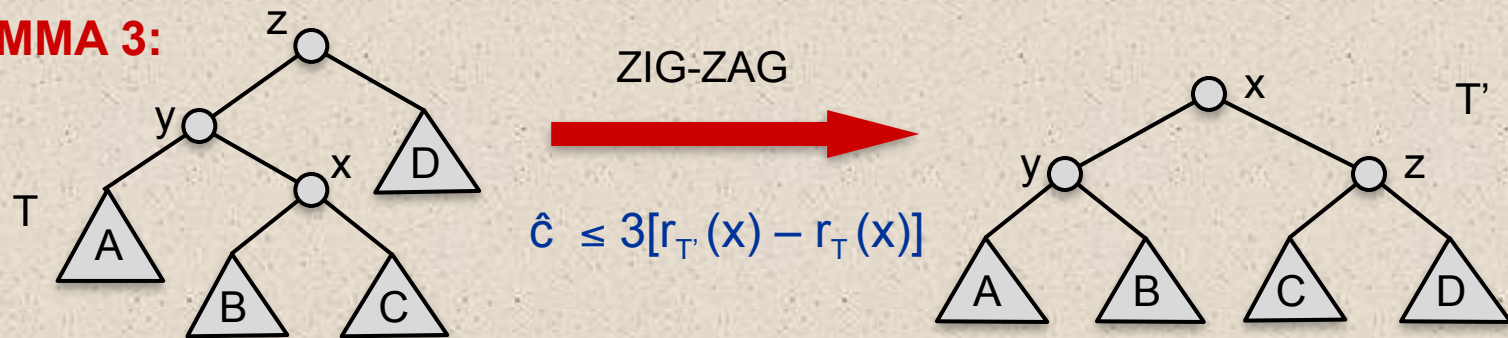 MMA 3:
z
y
x
D
T
A
B
C
ZIG-ZAG
ĉ ≤ 3[r_T'(x) – r_T(x)]
x
T'
y
z
A
B
C
D